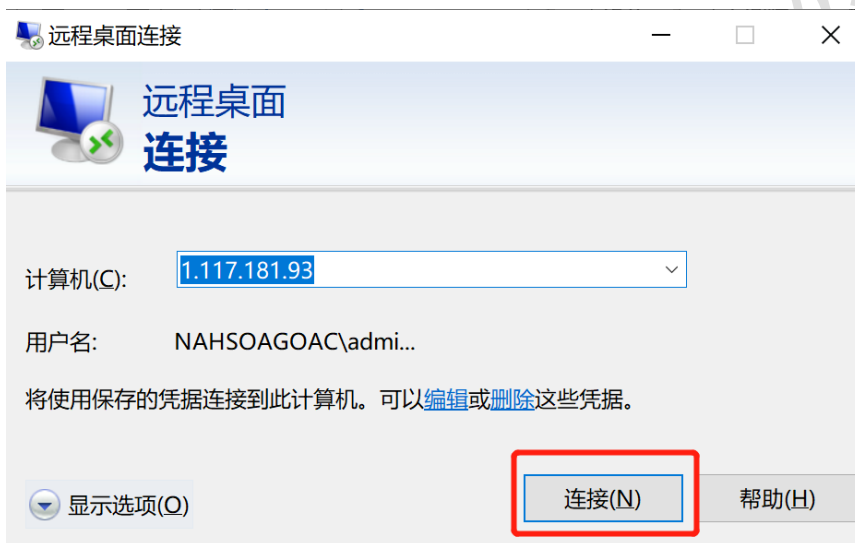 远程桌面连接
远程桌面
连接
计算机(C): 1.117.181.93
用户名: NAHSOAGOAC\admi...
将使用保存的凭据连接到此计算机。可以编辑或删除这些凭据。
显示选项(O) 连接(N) 帮助(H)